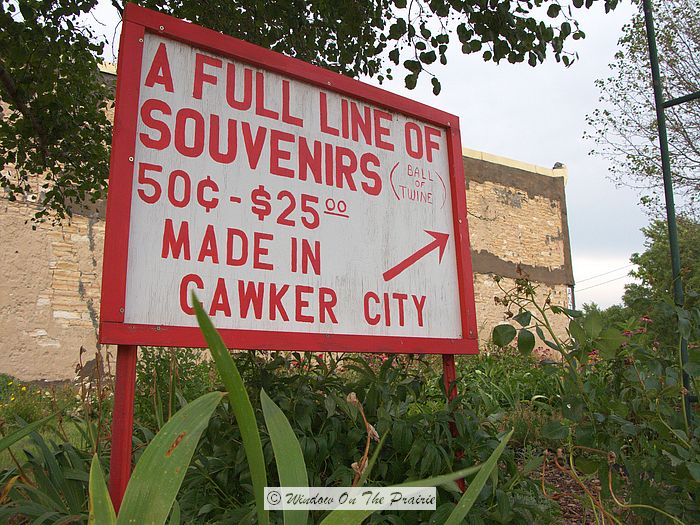 A FULL LINE OF
SOUVENIRS
(BALL
OF
TWINE)
50¢ - $25 00
MADE IN
CAWKER CITY
© Window On The Prairie